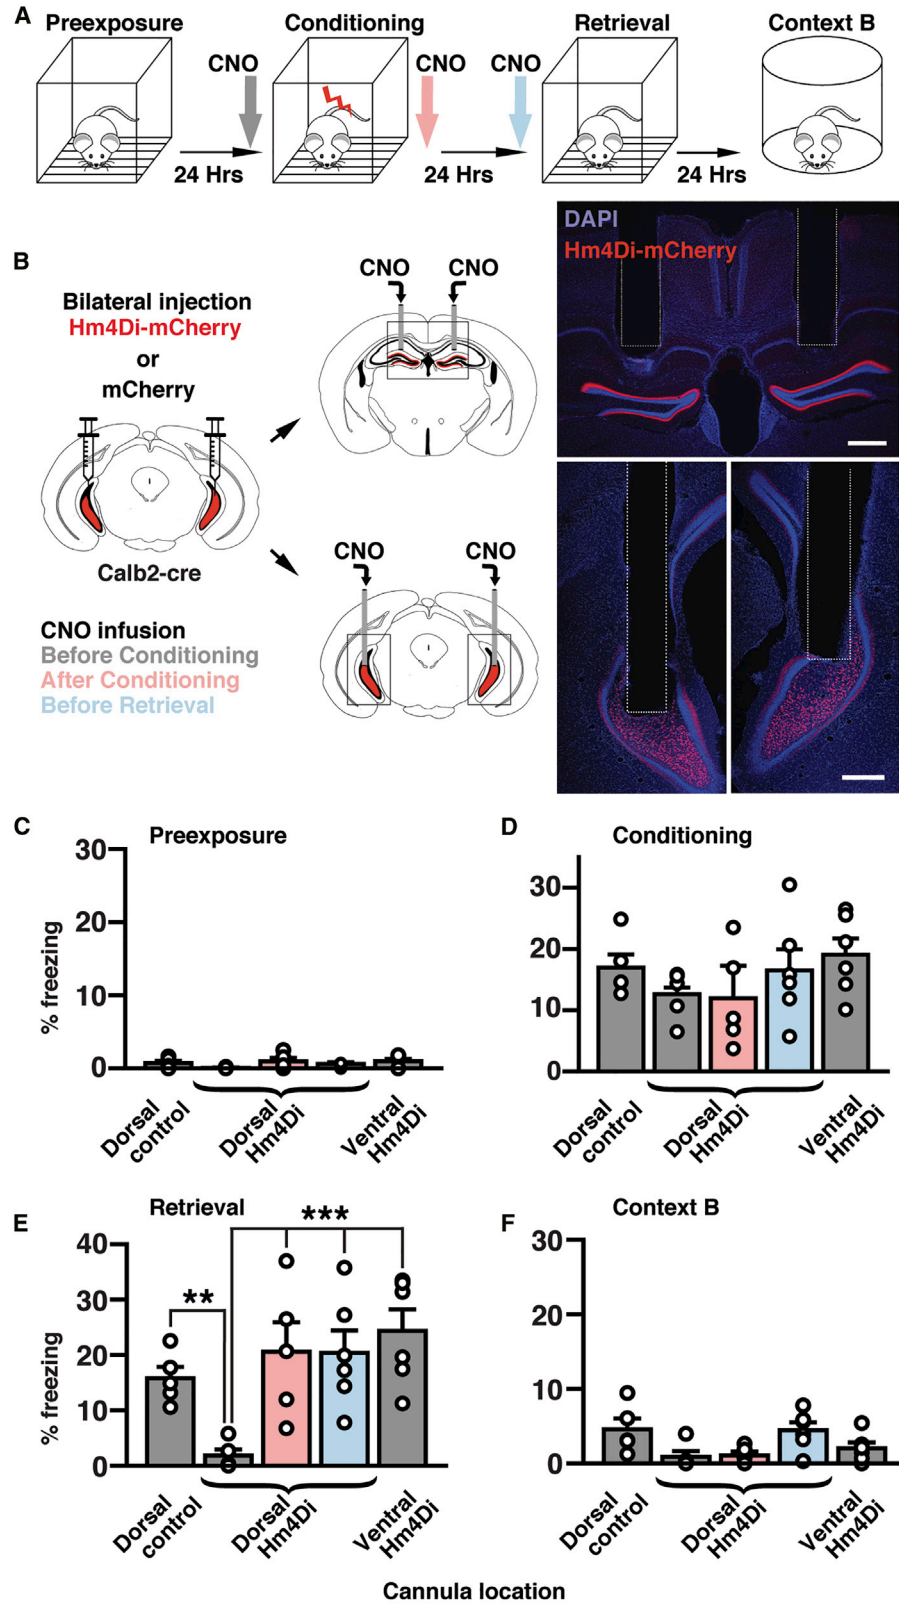 A
Preexposure
Conditioning
Retrieval
Context B
CNO
CNO
CNO
24 Hrs
24 Hrs
24 Hrs
B
Bilateral injection
Hm4Di-mCherry
or
mCherry
Calb2-cre
CNO infusion
Before Conditioning
After Conditioning
Before Retrieval
CNO
CNO
CNO
CNO
DAPI
Hm4Di-mCherry
C
Preexposure
% freezing
30
20
10
0
Dorsal
control
Dorsal
Hm4Di
Ventral
Hm4Di
D
Conditioning
30
20
10
0
Dorsal
control
Dorsal
Hm4Di
Ventral
Hm4Di
E
Retrieval
% freezing
40
30
20
10
0
**
***
Dorsal
control
Dorsal
Hm4Di
Ventral
Hm4Di
F
Context B
30
20
10
0
Dorsal
control
Dorsal
Hm4Di
Ventral
Hm4Di
Cannula location